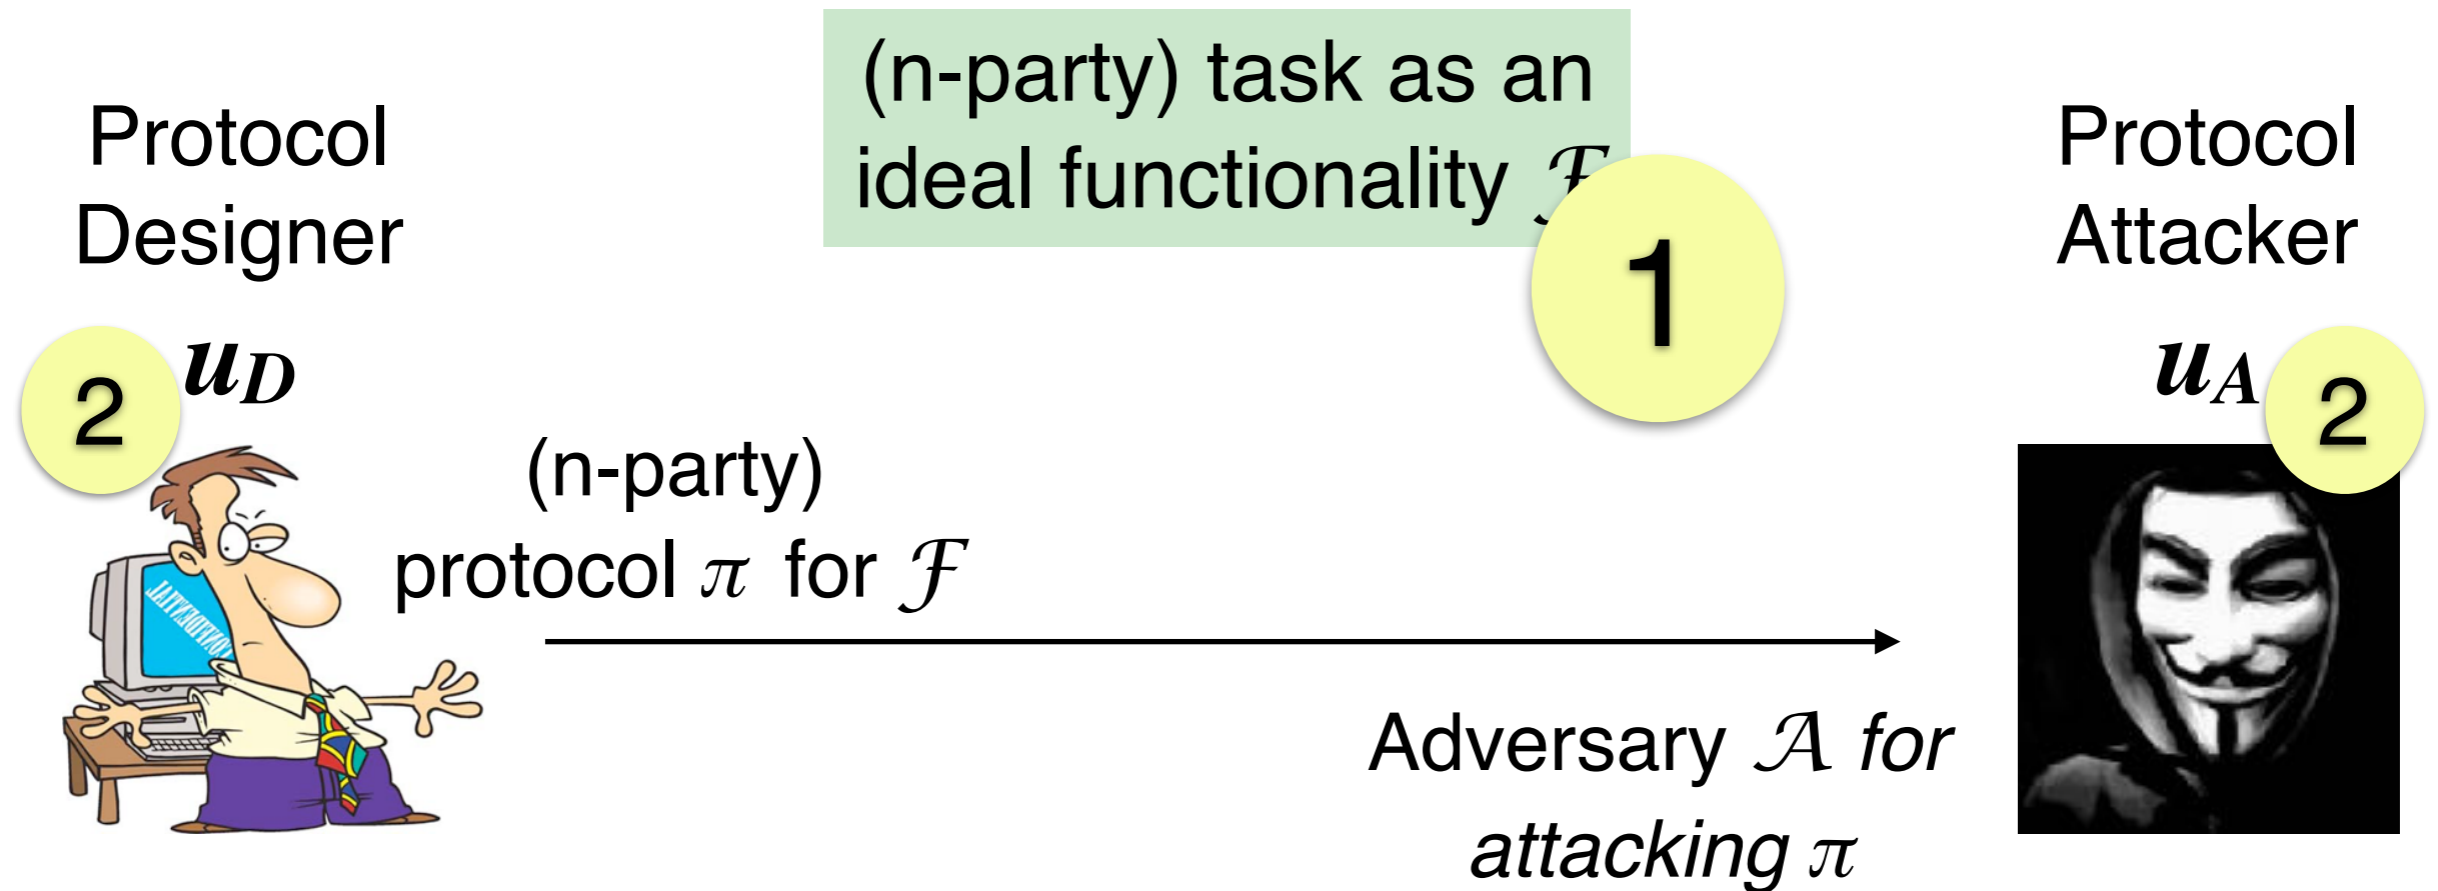 (n-party) task as an
ideal functionality ℱ
1
Protocol
Designer
u_D
2
Protocol
Attacker
u_A
2
(n-party)
protocol π for ℱ
CONFIDENTIAL
Adversary 𝒜 for
attacking π